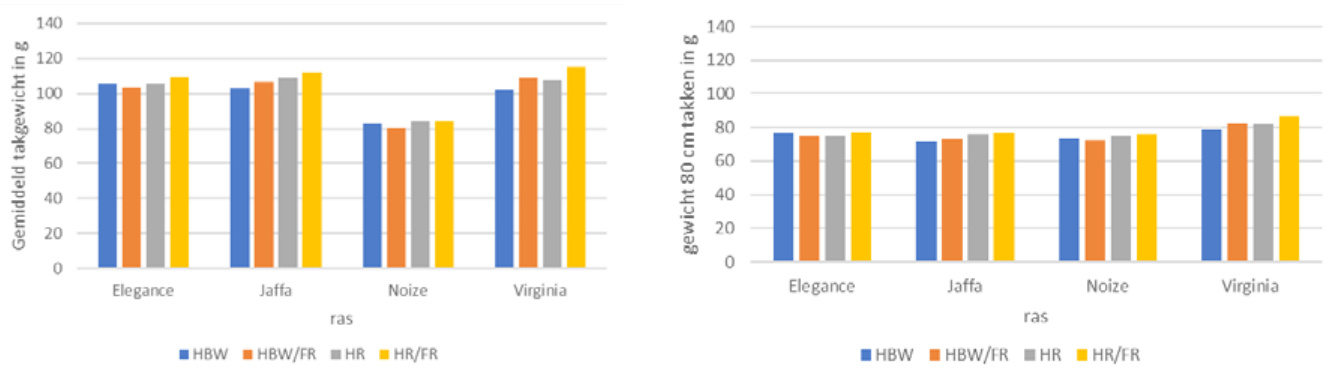 Gemiddeld takgewicht in g
140
120
100
80
60
40
20
0
Elegance Jaffa Noize Virginia
ras
HBW HBW/FR HR HR/FR
gewicht 80 cm takken in g
140
120
100
80
60
40
20
0
Elegance Jaffa Noize Virginia
ras
HBW HBW/FR HR HR/FR